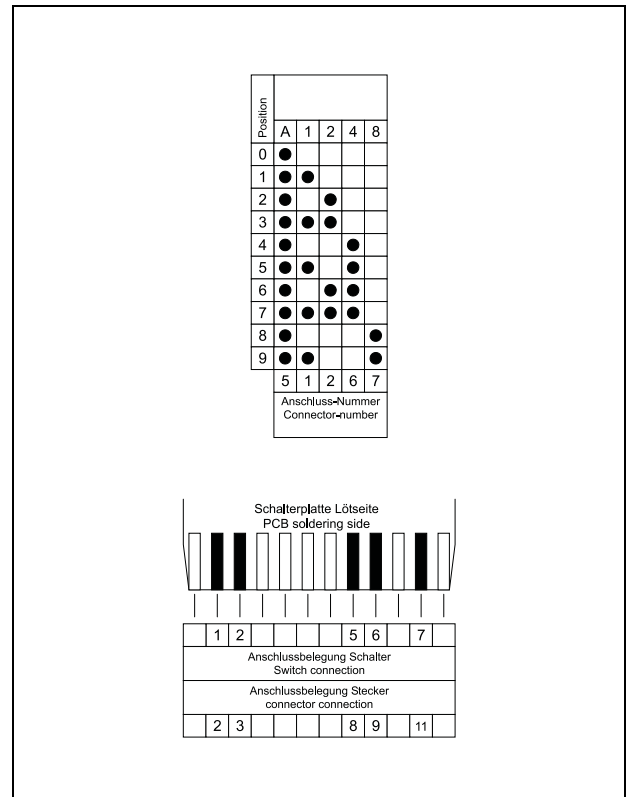 Position
A 1 2 4 8
0
1
2
3
4
5
6
7
8
9
5 1 2 6 7
Anschluss-Nummer
Connector-number
Schalterplatte Lötseite
PCB soldering side
1 2 5 6 7
Anschlussbelegung Schalter
Switch connection
Anschlussbelegung Stecker
connector connection
2 3 8 9 11